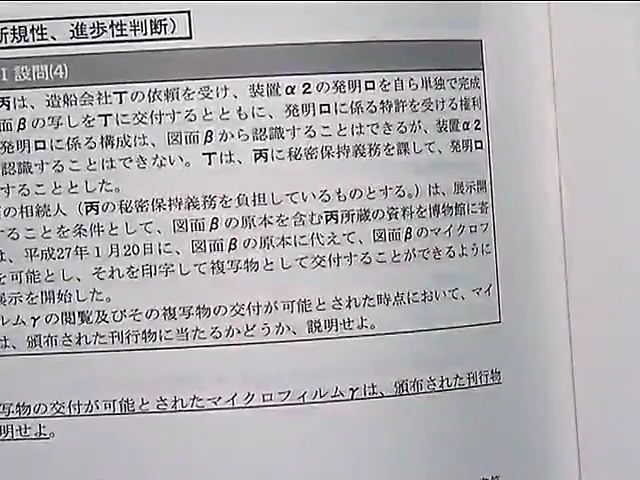 新規性、進歩性判断）
I 設問(4)
丙は、造船会社丁の依頼を受け、装置α2の発明ロを自ら単独で完成
面βの写しを丁に交付するとともに、発明ロに係る特許を受ける権利
発明ロに係る構成は、図面βから認識することはできるが、装置α2
認識することはできない。丁は、丙に秘密保持義務を課して、発明ロ
することとした。
の相続人（丙の秘密保持義務を負担しているものとする。）は、展示開
することを条件として、図面βの原本を含む丙所蔵の資料を博物館に寄
は、平成27年1月20日に、図面βの原本に代えて、図面βのマイクロフ
を可能とし、それを印字して複写物として交付することができるように
展示を開始した。
ルムγの閲覧及びその複写物の交付が可能とされた時点において、マイ
は、頒布された刊行物に当たるかどうか、説明せよ。
写物の交付が可能とされたマイクロフィルムγは、頒布された刊行物
明せよ。